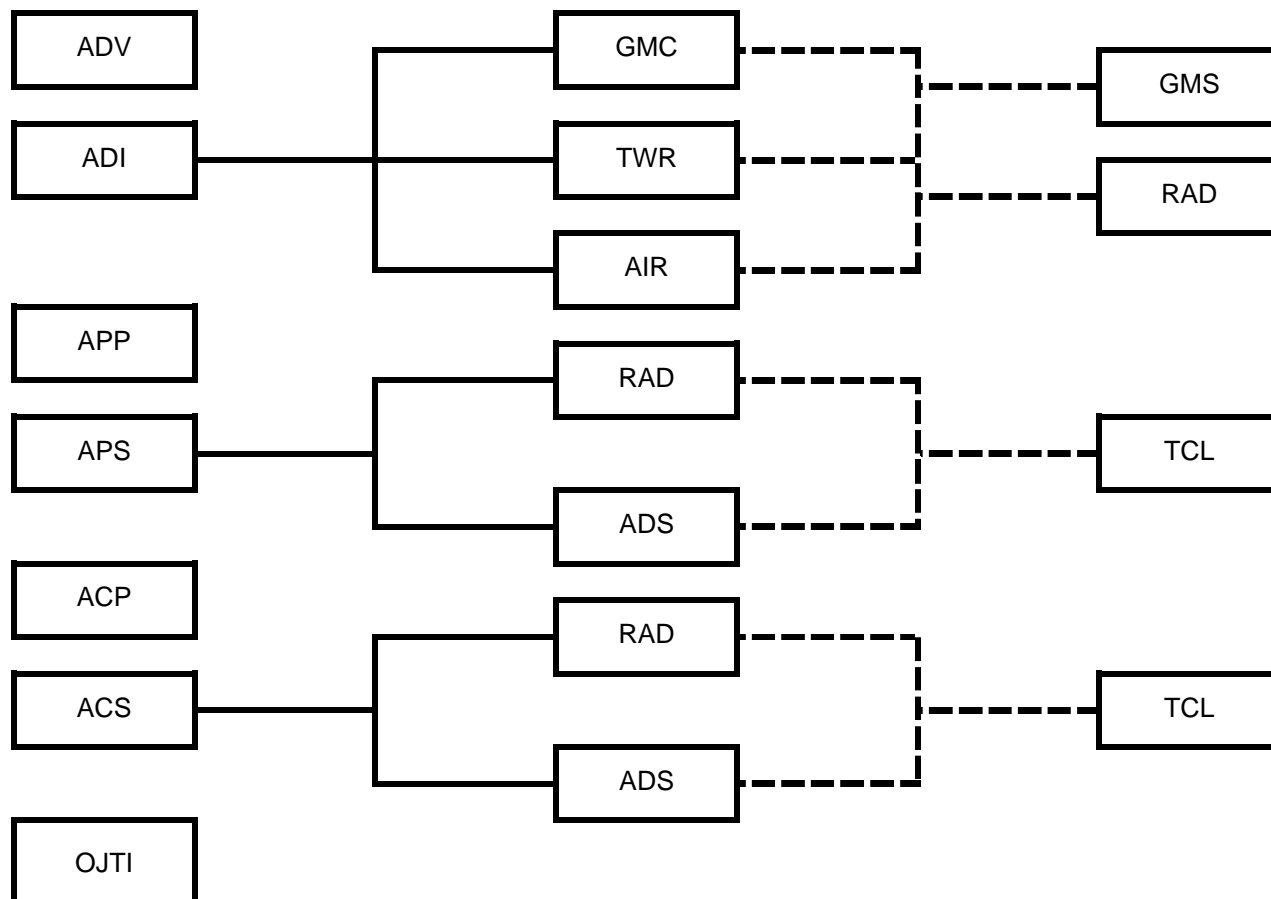 ADV
GMC
GMS
ADI
TWR
RAD
AIR
APP
RAD
APS
TCL
ADS
ACP
RAD
ACS
TCL
ADS
OJTI